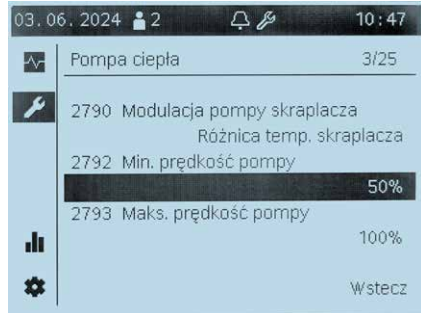 03. 06. 2024 2 10:47
Pompa ciepła 3/25
2790 Modulacja pompy skraplacza
Różnica temp. skraplacza
2792 Min. prędkość pompy
50%
2793 Maks. prędkość pompy
100%
Wstecz